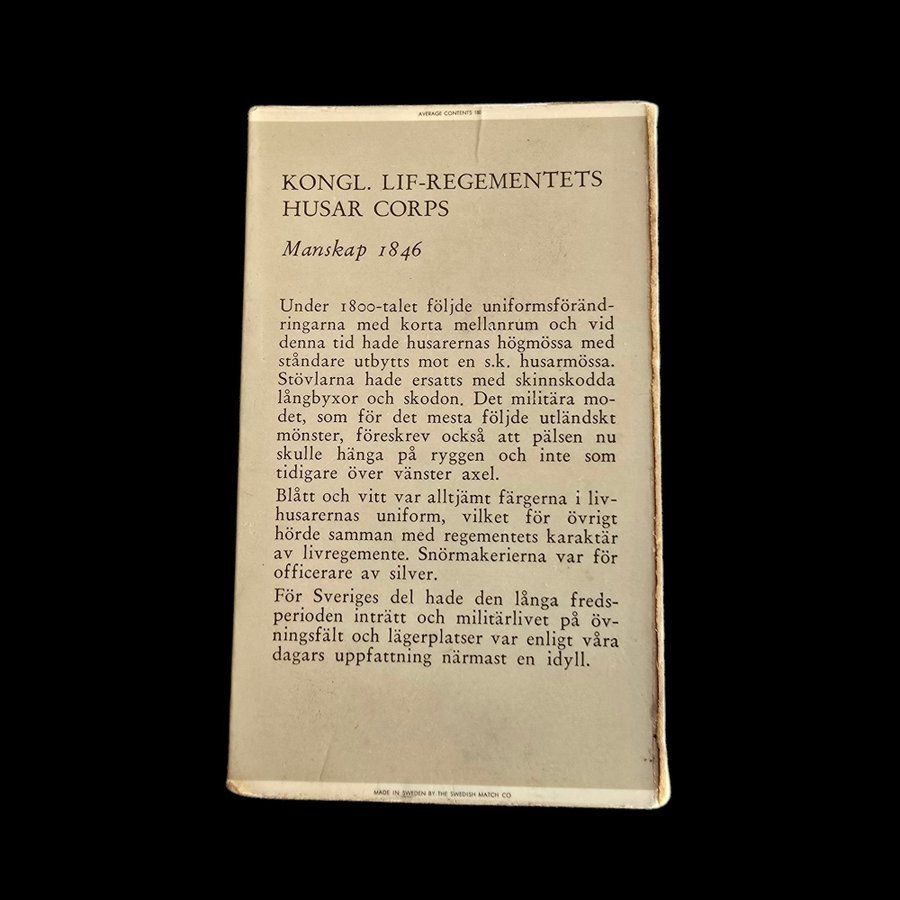 AVERAGE CONTENTS 180
KONGL. LIF-REGEMENTETS
HUSAR CORPS
Manskap 1846
Under 1800-talet följde uniformsföränd-
ringarna med korta mellanrum och vid
denna tid hade husarernas högmössa med
ståndare utbytts mot en s.k. husarmössa.
Stövlarna hade ersatts med skinnskodda
långbyxor och skodon. Det militära mo-
det, som för det mesta följde utländskt
mönster, föreskrev också att pälsen nu
skulle hänga på ryggen och inte som
tidigare över vänster axel.
Blått och vitt var alltjämt färgerna i liv-
husarernas uniform, vilket för övrigt
hörde samman med regementets karaktär
av livregemente. Snörmakerierna var för
officerare av silver.
För Sveriges del hade den långa freds-
perioden inträtt och militärlivet på öv-
ningsfält och lägerplatser var enligt våra
dagars uppfattning närmast en idyll.
MADE IN SWEDEN BY THE SWEDISH MATCH CO.